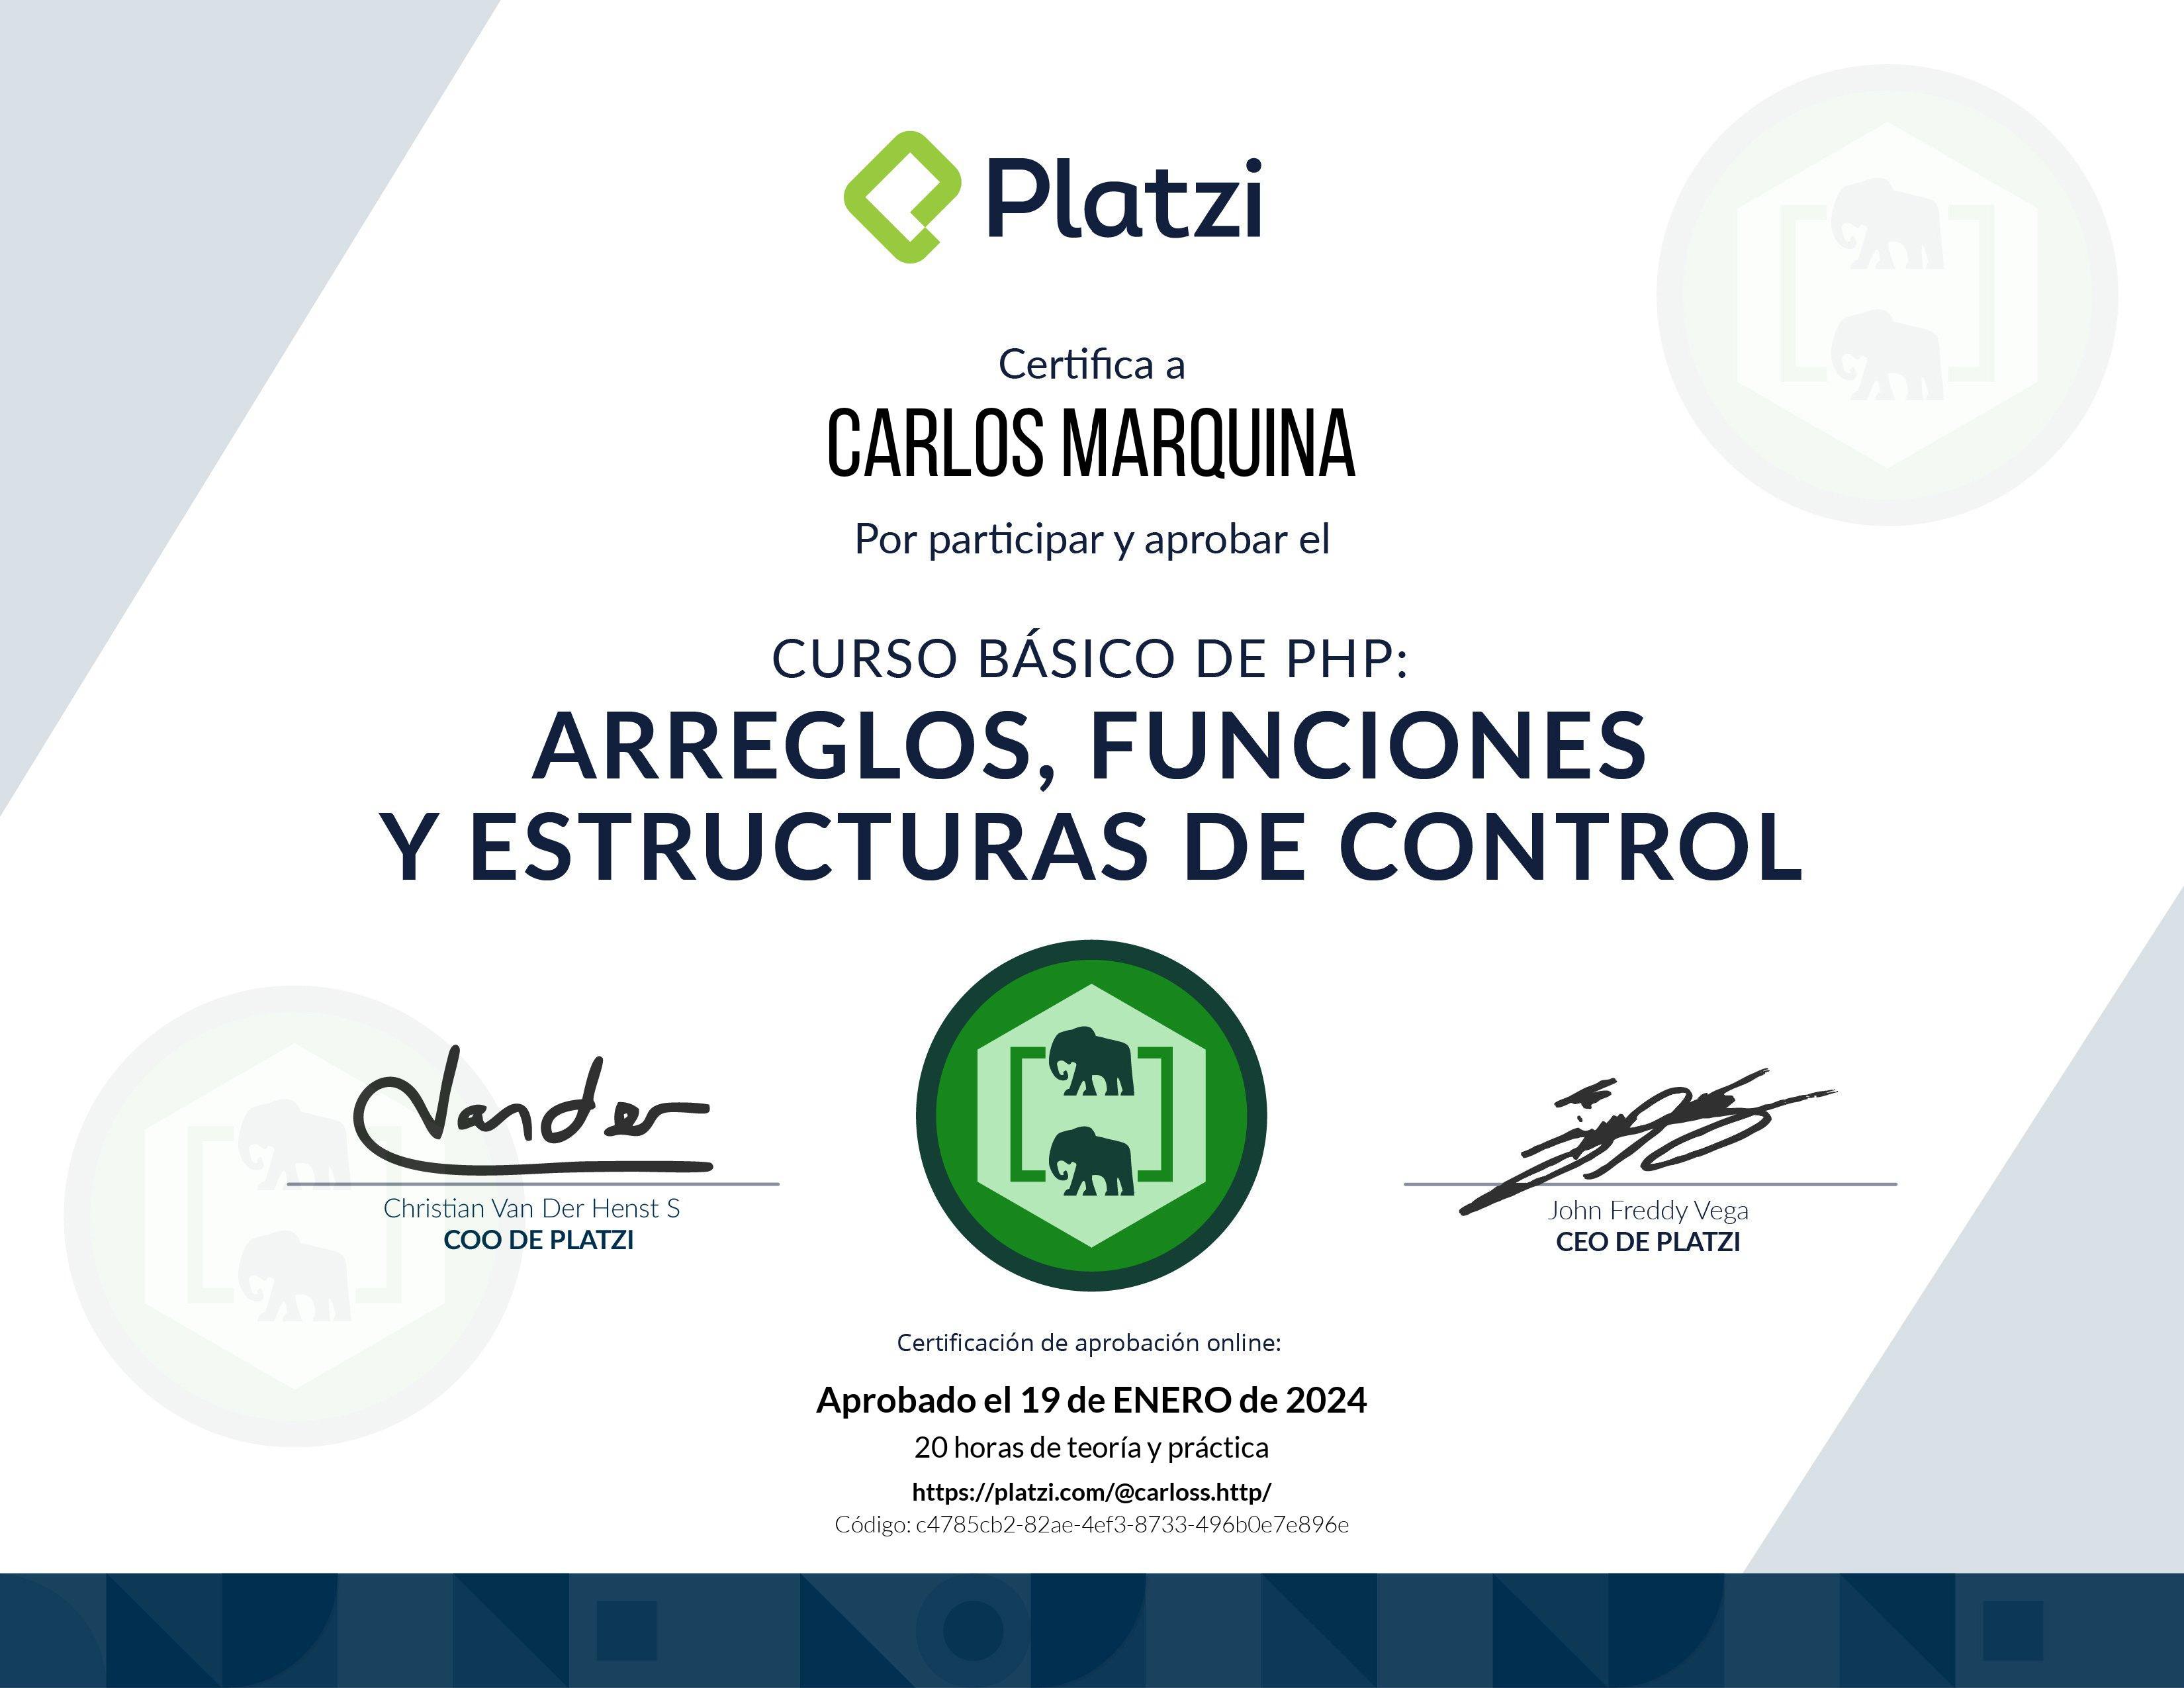 Platzi
Certifica a
CARLOS MARQUINA
Por participar y aprobar el
CURSO BÁSICO DE PHP:
ARREGLOS, FUNCIONES
Y ESTRUCTURAS DE CONTROL
Vander
Christian Van Der Henst S
COO DE PLATZI
John Freddy Vega
CEO DE PLATZI
Certificación de aprobación online:
Aprobado el 19 de ENERO de 2024
20 horas de teoría y práctica
https://platzi.com/@carloss.http/
Código: c4785cb2-82ae-4ef3-8733-496b0e7e896e